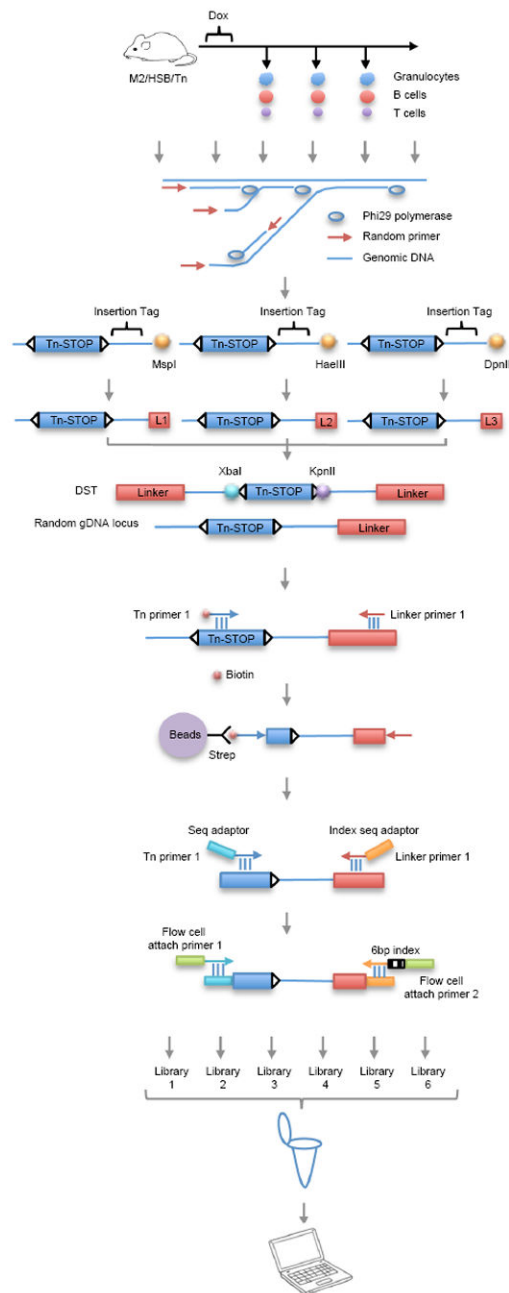 Dox
M2/HSB/Tn
Granulocytes
B cells
T cells
Phi29 polymerase
Random primer
Genomic DNA
Insertion Tag Insertion Tag Insertion Tag
Tn-STOP Tn-STOP Tn-STOP
MspI HaeIII DpnII
Tn-STOP L1 Tn-STOP L2 Tn-STOP L3
XbaI KpnII
DST Linker Tn-STOP Linker
Random gDNA locus Tn-STOP Linker
Tn primer 1 Linker primer 1
Tn-STOP
Biotin
Beads
Strep
Seq adaptor Index seq adaptor
Tn primer 1 Linker primer 1
Flow cell
attach primer 1
6bp index
Flow cell
attach primer 2
Library Library Library Library Library Library
1 2 3 4 5 6